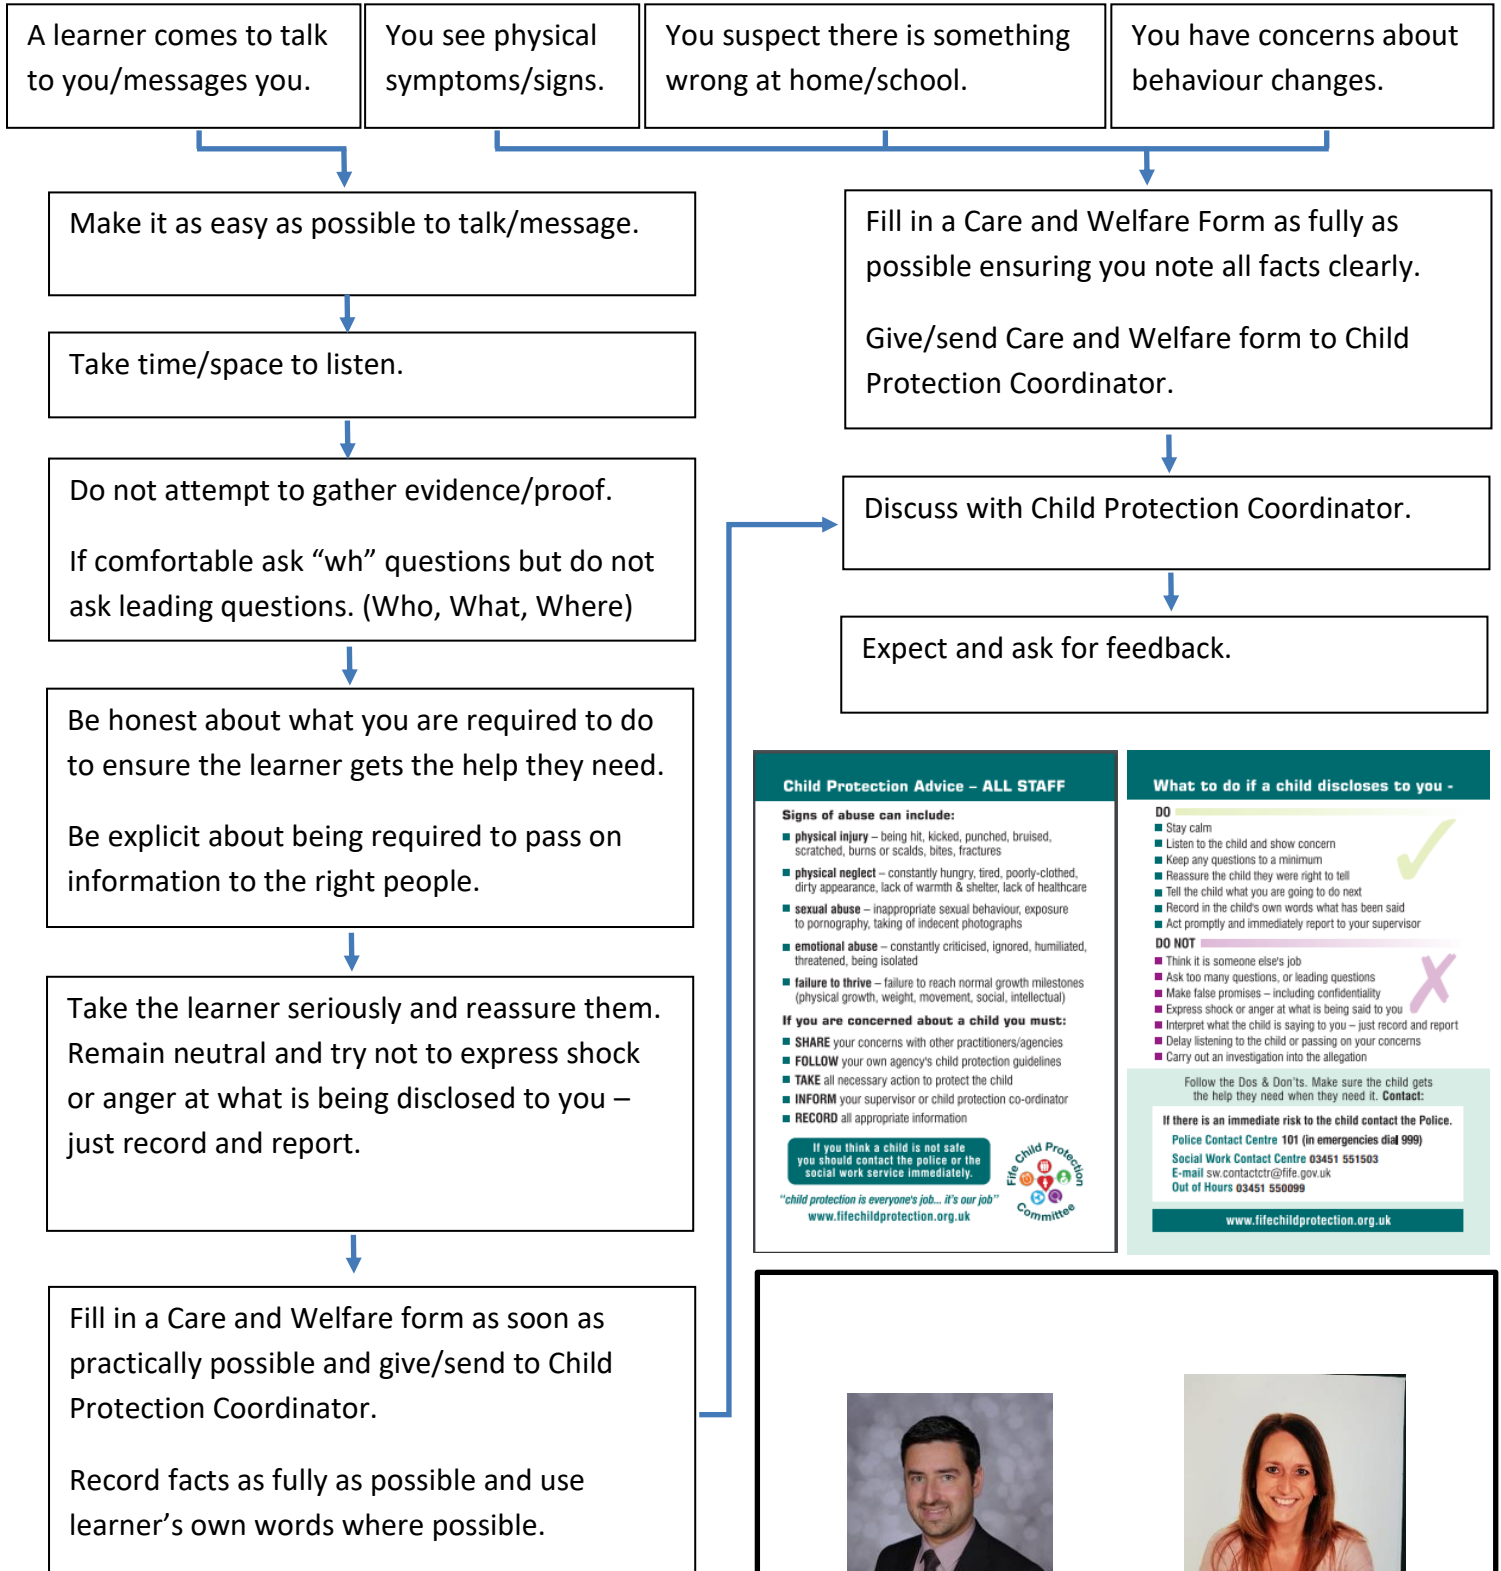 A learner comes to talk
to you/messages you.
You see physical
symptoms/signs.
You suspect there is something
wrong at home/school.
You have concerns about
behaviour changes.
Make it as easy as possible to talk/message.
Take time/space to listen.
Do not attempt to gather evidence/proof.
If comfortable ask “wh” questions but do not
ask leading questions. (Who, What, Where)
Be honest about what you are required to do
to ensure the learner gets the help they need.
Be explicit about being required to pass on
information to the right people.
Take the learner seriously and reassure them.
Remain neutral and try not to express shock
or anger at what is being disclosed to you –
just record and report.
Fill in a Care and Welfare form as soon as
practically possible and give/send to Child
Protection Coordinator.
Record facts as fully as possible and use
learner’s own words where possible.
Fill in a Care and Welfare Form as fully as
possible ensuring you note all facts clearly.
Give/send Care and Welfare form to Child
Protection Coordinator.
Discuss with Child Protection Coordinator.
Expect and ask for feedback.
Child Protection Advice – ALL STAFF
Signs of abuse can include:
physical injury – being hit, kicked, punched, bruised,
scratched, burns or scalds, bites, fractures
physical neglect – constantly hungry, tired, poorly-clothed,
dirty appearance, lack of warmth & shelter, lack of healthcare
sexual abuse – inappropriate sexual behaviour, exposure
to pornography, taking of indecent photographs
emotional abuse – constantly criticised, ignored, humiliated,
threatened, being isolated
failure to thrive – failure to reach normal growth milestones
(physical growth, weight, movement, social, intellectual)
If you are concerned about a child you must:
SHARE your concerns with other practitioners/agencies
FOLLOW your own agency's child protection guidelines
TAKE all necessary action to protect the child
INFORM your supervisor or child protection co-ordinator
RECORD all appropriate information
If you think a child is not safe
you should contact the police or the
social work service immediately.
"child protection is everyone's job... it's our job"
www.fifechildprotection.org.uk
Fife Child Protection Committee
What to do if a child discloses to you -
DO
Stay calm
Listen to the child and show concern
Keep any questions to a minimum
Reassure the child they were right to tell
Tell the child what you are going to do next
Record in the child's own words what has been said
Act promptly and immediately report to your supervisor
DO NOT
Think it is someone else's job
Ask too many questions, or leading questions
Make false promises – including confidentiality
Express shock or anger at what is being said to you
Interpret what the child is saying to you – just record and report
Delay listening to the child or passing on your concerns
Carry out an investigation into the allegation
Follow the Dos & Don'ts. Make sure the child gets
the help they need when they need it. Contact:
If there is an immediate risk to the child contact the Police.
Police Contact Centre 101 (in emergencies dial 999)
Social Work Contact Centre 03451 551503
E-mail sw.contactctr@fife.gov.uk
Out of Hours 03451 550099
www.fifechildprotection.org.uk